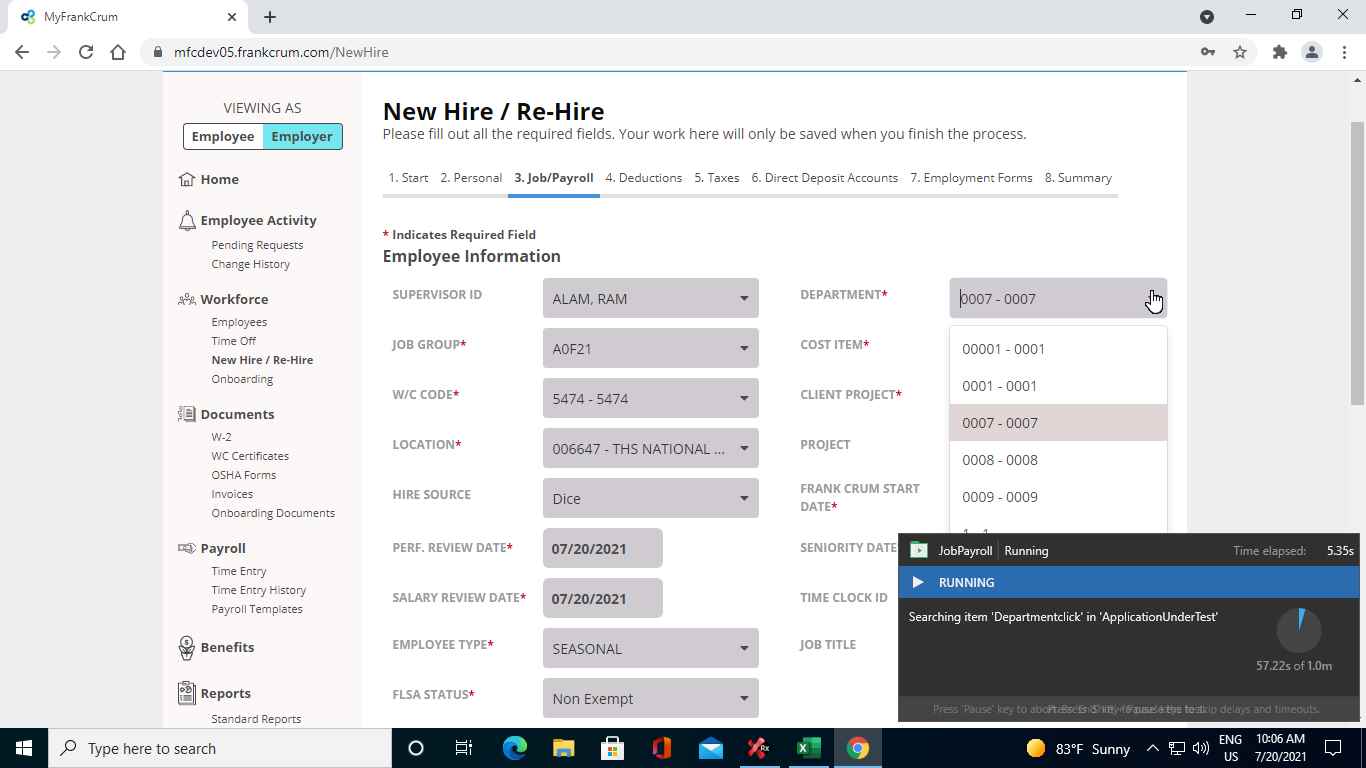 MyFrankCrum
mfcdev05.frankcrum.com/NewHire
VIEWING AS
Employee Employer
Home
Employee Activity
Pending Requests
Change History
Workforce
Employees
Time Off
New Hire / Re-Hire
Onboarding
Documents
W-2
WC Certificates
OSHA Forms
Invoices
Onboarding Documents
Payroll
Time Entry
Time Entry History
Payroll Templates
Benefits
Reports
Standard Reports
New Hire / Re-Hire
Please fill out all the required fields. Your work here will only be saved when you finish the process.
1. Start 2. Personal 3. Job/Payroll 4. Deductions 5. Taxes 6. Direct Deposit Accounts 7. Employment Forms 8. Summary
* Indicates Required Field
Employee Information
SUPERVISOR ID ALAM, RAM
JOB GROUP* A0F21
W/C CODE* 5474 - 5474
LOCATION* 006647 - THS NATIONAL ...
HIRE SOURCE Dice
PERF. REVIEW DATE* 07/20/2021
SALARY REVIEW DATE* 07/20/2021
EMPLOYEE TYPE* SEASONAL
FLSA STATUS* Non Exempt
DEPARTMENT* 0007 - 0007
COST ITEM*
CLIENT PROJECT*
PROJECT
FRANK CRUM START
DATE*
SENIORITY DATE
TIME CLOCK ID
JOB TITLE
00001 - 0001
0001 - 0001
0007 - 0007
0008 - 0008
0009 - 0009
JobPayroll Running Time elapsed: 5.35s
RUNNING
Searching item 'Departmentclick' in 'ApplicationUnderTest'
57.22s of 1.0m
Press 'Pause' key to abort
skip delays and timeouts.
Type here to search
83°F Sunny
ENG
US
10:06 AM
7/20/2021